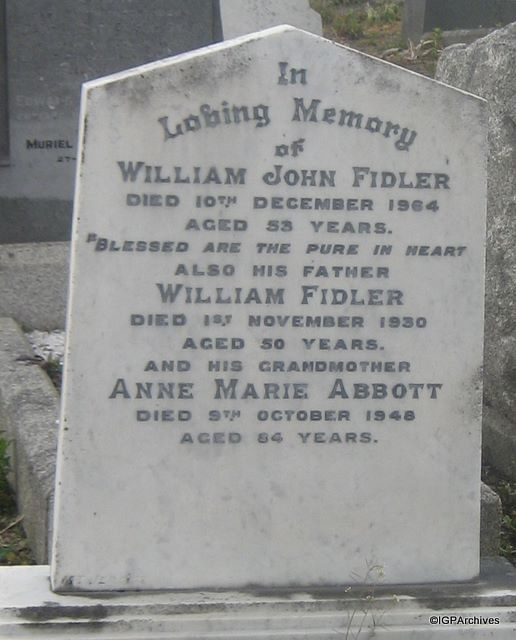 In
Loving Memory
of
WILLIAM JOHN FIDLER
DIED 10TH DECEMBER 1964
AGED 53 YEARS.
"BLESSED ARE THE PURE IN HEART
ALSO HIS FATHER
WILLIAM FIDLER
DIED 1ST NOVEMBER 1930
AGED 50 YEARS.
AND HIS GRANDMOTHER
ANNE MARIE ABBOTT
DIED 9TH OCTOBER 1948
AGED 84 YEARS.
MURIEL
©IGPArchives